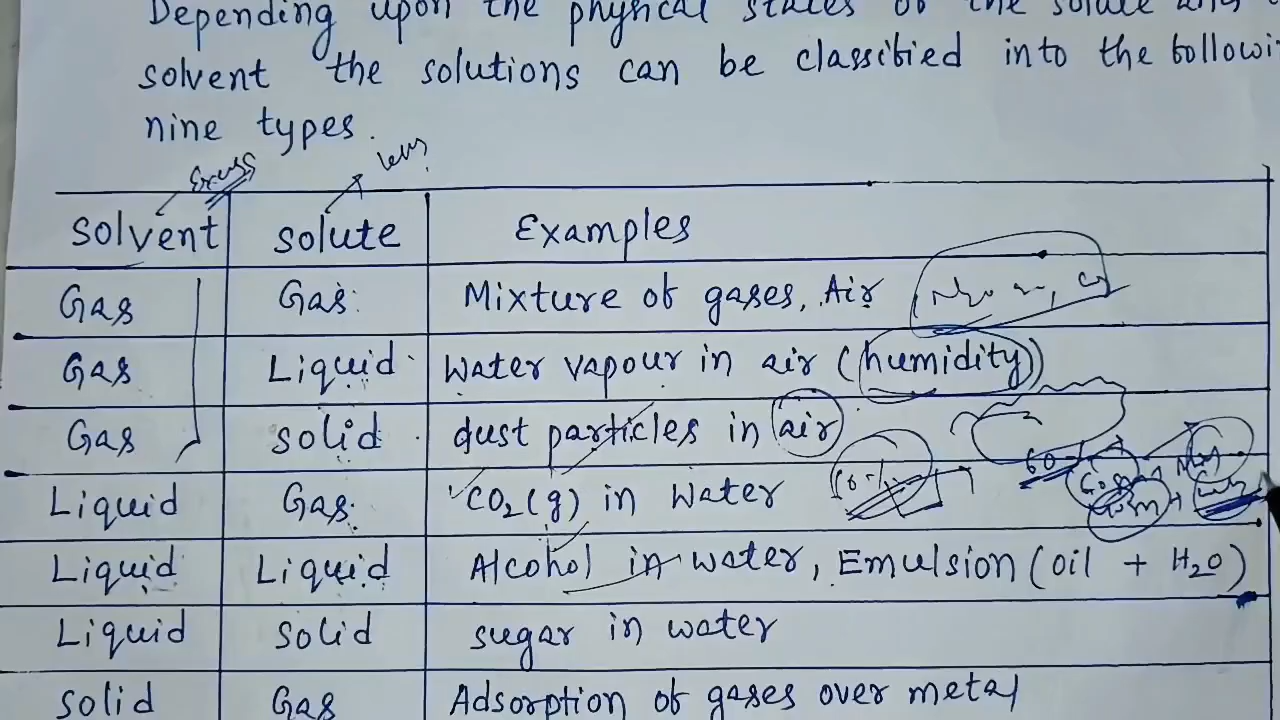 Depending upon the physical states of the solute and
solvent the solutions can be classified into the followi
nine types.
Excess less
Solvent Solute Examples
Gas Gas Mixture of gases, Air
Gas Liquid Water vapour in air (humidity)
Gas Solid dust particles in air
Liquid Gas CO2(g) in Water
Liquid Liquid Alcohol in water, Emulsion (oil + H2O)
Liquid Solid sugar in water
Solid Gas Adsorption of gases over metal